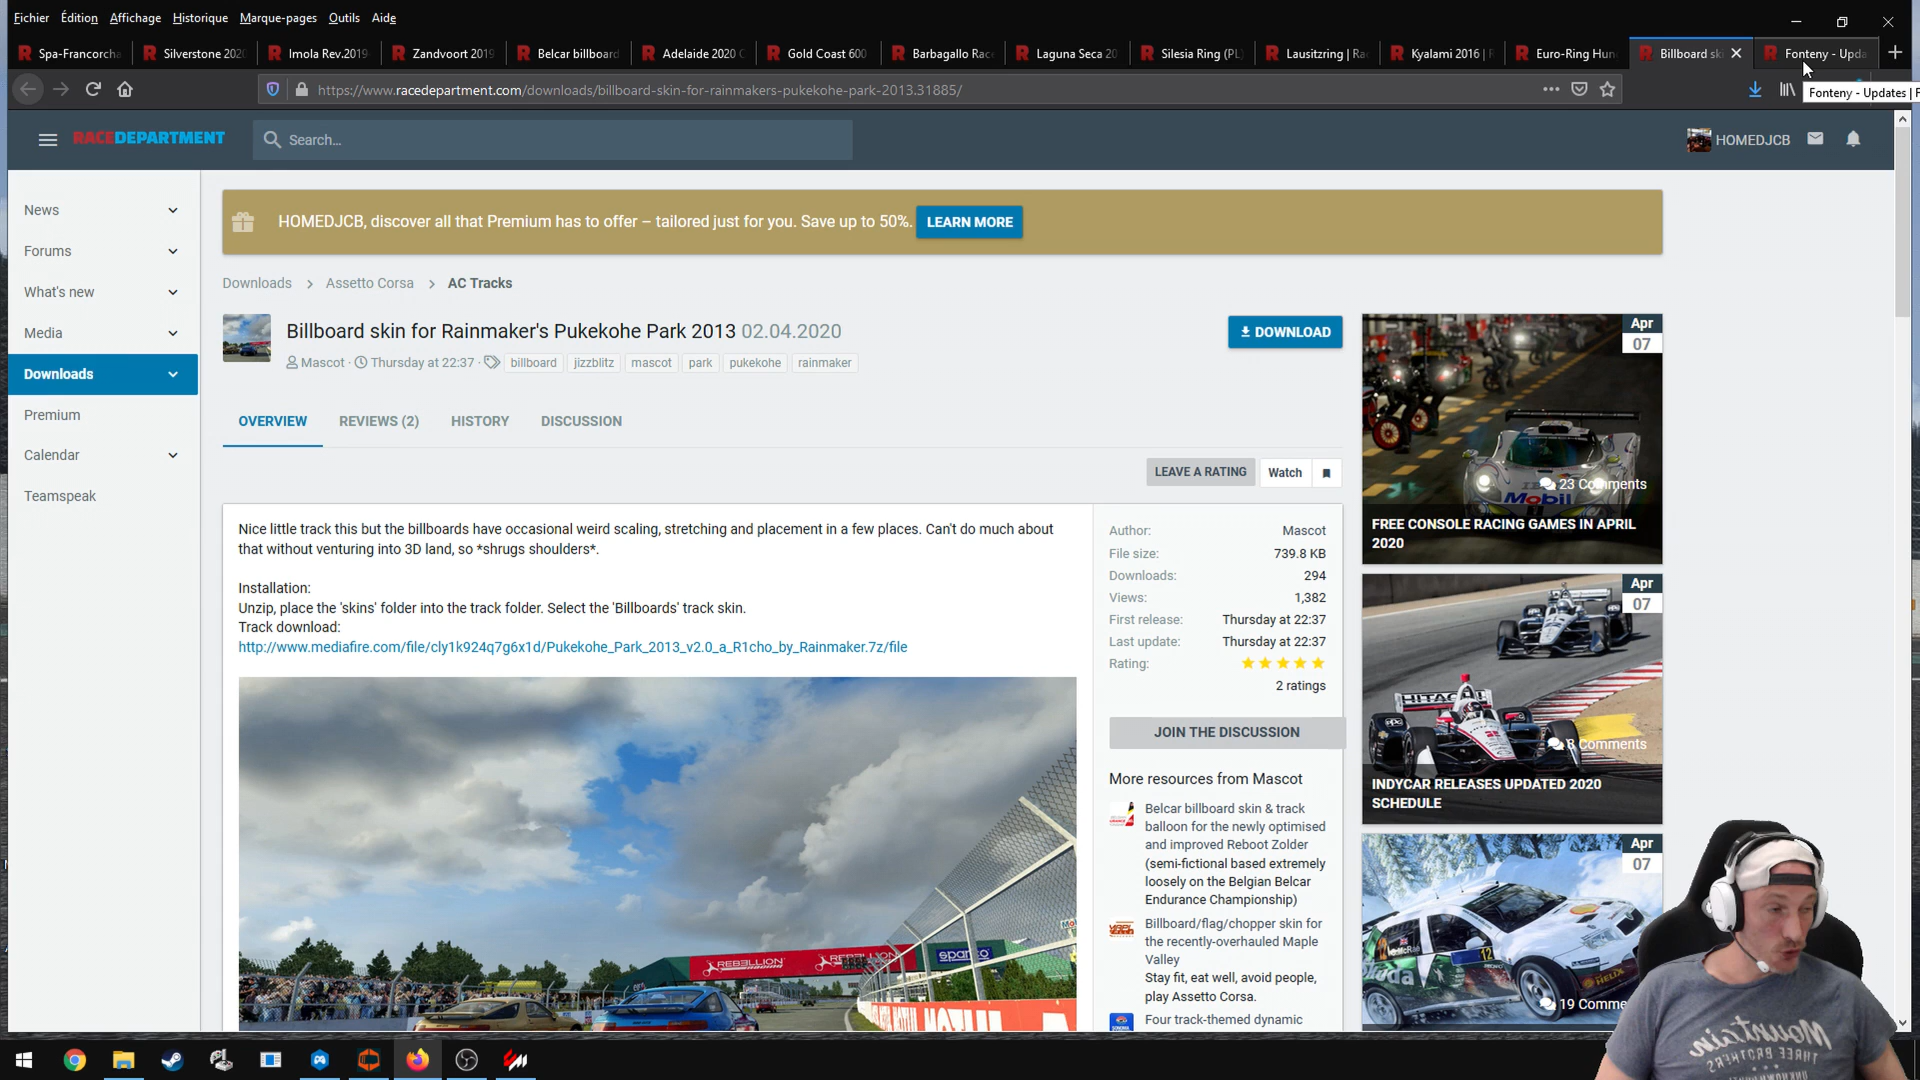 Fichier Édition Affichage Historique Marque-pages Outils Aide
Spa-Francorcha Silverstone 2020 Imola Rev.2019 Zandvoort 2019 Belcar billboard Adelaide 2020 C Gold Coast 600 Barbagallo Race Laguna Seca 20 Silesia Ring (PL) Lausitzring | Ra Kyalami 2016 | R Euro-Ring Hun Billboard sk Fonteny - Upda
https://www.racedepartment.com/downloads/billboard-skin-for-rainmakers-pukekohe-park-2013.31885/
Fonteny - Updates | F
RACEDEPARTMENT
Search...
HOMEDJCB
News
Forums
What's new
Media
Downloads
Premium
Calendar
Teamspeak
HOMEDJCB, discover all that Premium has to offer – tailored just for you. Save up to 50%. LEARN MORE
Downloads > Assetto Corsa > AC Tracks
Billboard skin for Rainmaker's Pukekohe Park 2013 02.04.2020
DOWNLOAD
Mascot · Thursday at 22:37 · billboard jizzblitz mascot park pukekohe rainmaker
OVERVIEW REVIEWS (2) HISTORY DISCUSSION
LEAVE A RATING Watch
Nice little track this but the billboards have occasional weird scaling, stretching and placement in a few places. Can't do much about
that without venturing into 3D land, so *shrugs shoulders*.
Installation:
Unzip, place the 'skins' folder into the track folder. Select the 'Billboards' track skin.
Track download:
http://www.mediafire.com/file/cly1k924q7g6x1d/Pukekohe_Park_2013_v2.0_a_R1cho_by_Rainmaker.7z/file
REBELLION REBELLION
sparco
MOTUL
Author: Mascot
File size: 739.8 KB
Downloads: 294
Views: 1,382
First release: Thursday at 22:37
Last update: Thursday at 22:37
Rating:
2 ratings
JOIN THE DISCUSSION
More resources from Mascot
Belcar billboard skin & track
balloon for the newly optimised
and improved Reboot Zolder
(semi-fictional based extremely
loosely on the Belgian Belcar
Endurance Championship)
Billboard/flag/chopper skin for
the recently-overhauled Maple
Valley
Stay fit, eat well, avoid people,
play Assetto Corsa.
Four track-themed dynamic
Apr
07
Mobil
23 Comments
FREE CONSOLE RACING GAMES IN APRIL
2020
Apr
07
HITACHI
8 Comments
INDYCAR RELEASES UPDATED 2020
SCHEDULE
Apr
07
12
19 Comme
Mountain
THREE BROTHERS